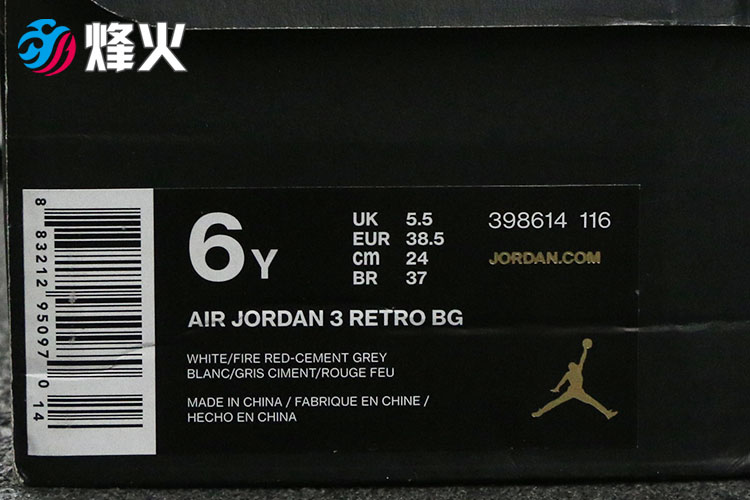 烽火
8 83212 95097 0 14
6Y
UK 5.5
EUR 38.5
cm 24
BR 37
398614 116
JORDAN.COM
AIR JORDAN 3 RETRO BG
WHITE/FIRE RED-CEMENT GREY
BLANC/GRIS CIMENT/ROUGE FEU
MADE IN CHINA / FABRIQUE EN CHINE /
HECHO EN CHINA